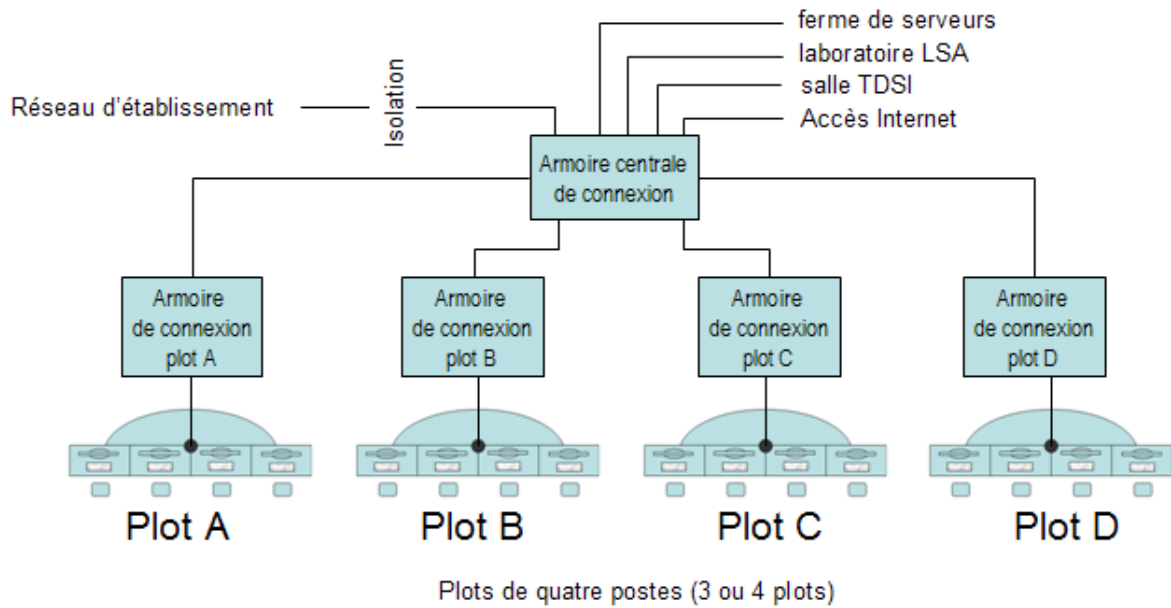 ferme de serveurs
laboratoire LSA
salle TDSI
Accès Internet
Réseau d'établissement
Isolation
Armoire centrale
de connexion
Armoire
de connexion
plot A
Armoire
de connexion
plot B
Armoire
de connexion
plot C
Armoire
de connexion
plot D
Plot A
Plot B
Plot C
Plot D
Plots de quatre postes (3 ou 4 plots)